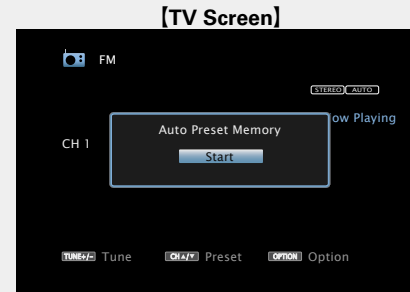 【TV Screen】
FM
STEREO AUTO
ow Playing
CH 1
Auto Preset Memory
Start
TUNE+/- Tune CH▲/▼ Preset OPTION Option